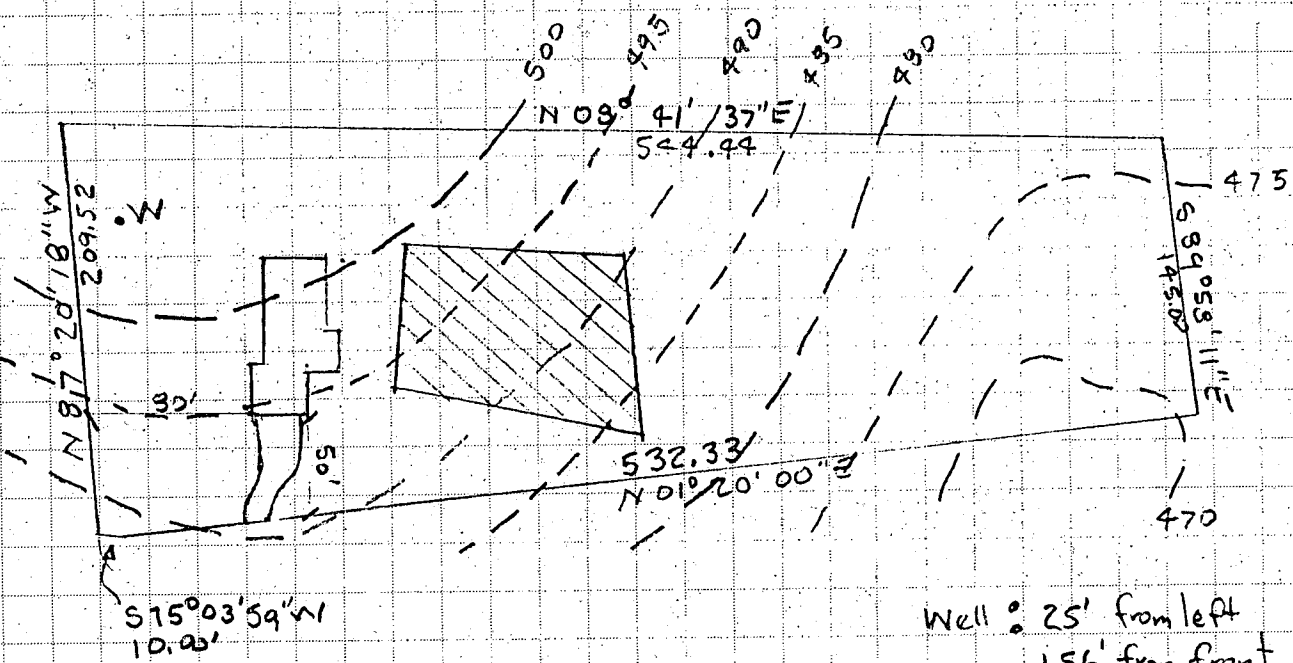 500
495
490
485
480
N 08° 41' 37" E
544.44
475
N 87° 20' 18" W
209.52
.W
S 89° 58' 11" E
145.00
80'
50'
532.33
N 01° 20' 00" E
470
S 75° 03' 59" W
10.00'
Well : 25' from left
156' from front